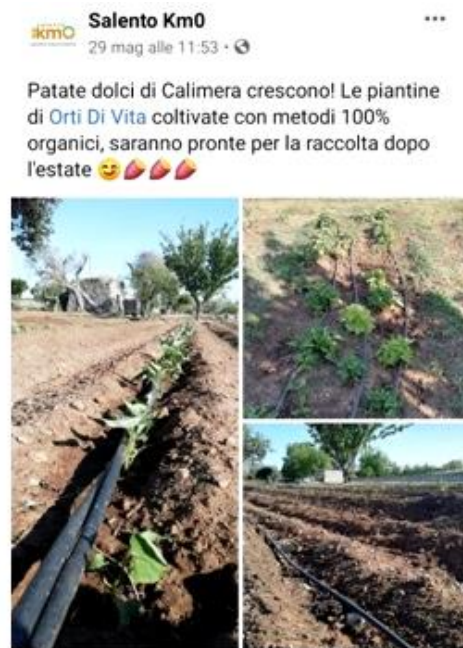 Salento Km0
29 mag alle 11:53
Patate dolci di Calimera crescono! Le piantine
di Orti Di Vita coltivate con metodi 100%
organici, saranno pronte per la raccolta dopo
l'estate 😊🍠🍠🍠
km0